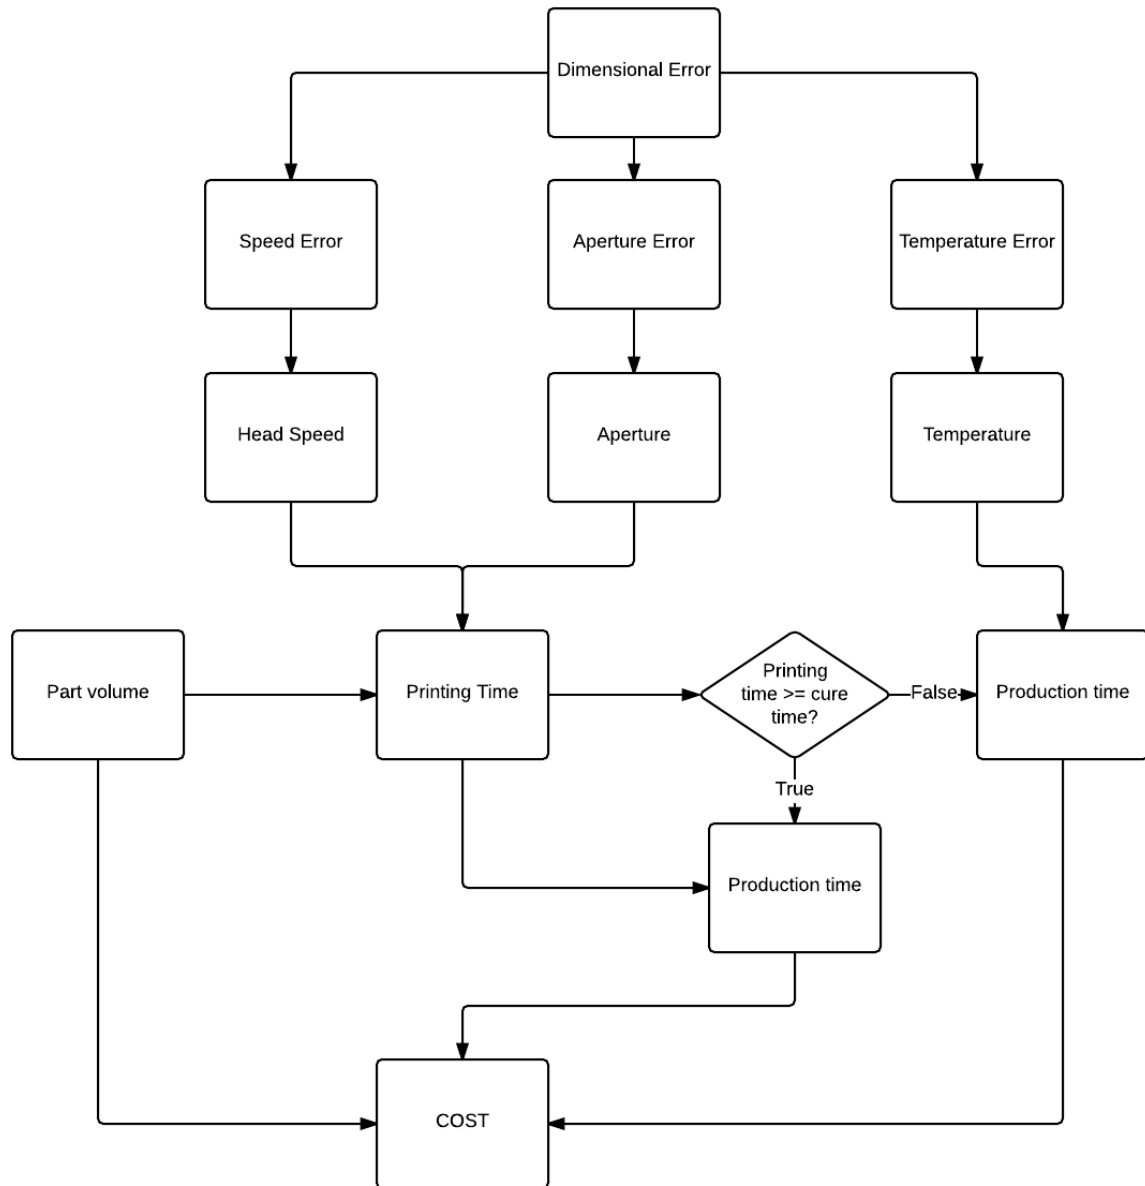 Dimensional Error
Speed Error
Aperture Error
Temperature Error
Head Speed
Aperture
Temperature
Part volume
Printing Time
Printing
time >= cure
time?
False
Production time
True
Production time
COST